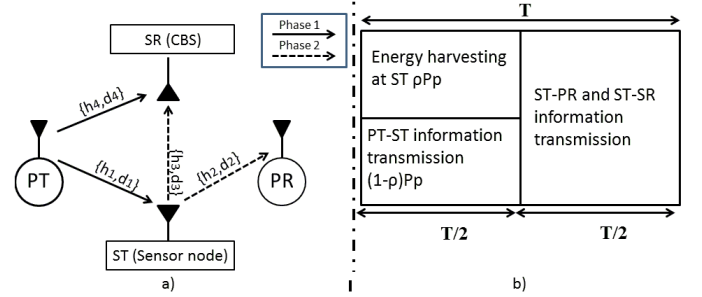 SR (CBS)
Phase 1
Phase 2
{h4,d4}
{h3,d3}
{h1,d1}
{h2,d2}
PT
PR
ST (Sensor node)
a)
T
Energy harvesting
at ST ρPp
PT-ST information
transmission
(1-ρ)Pp
ST-PR and ST-SR
information
transmission
T/2
T/2
b)